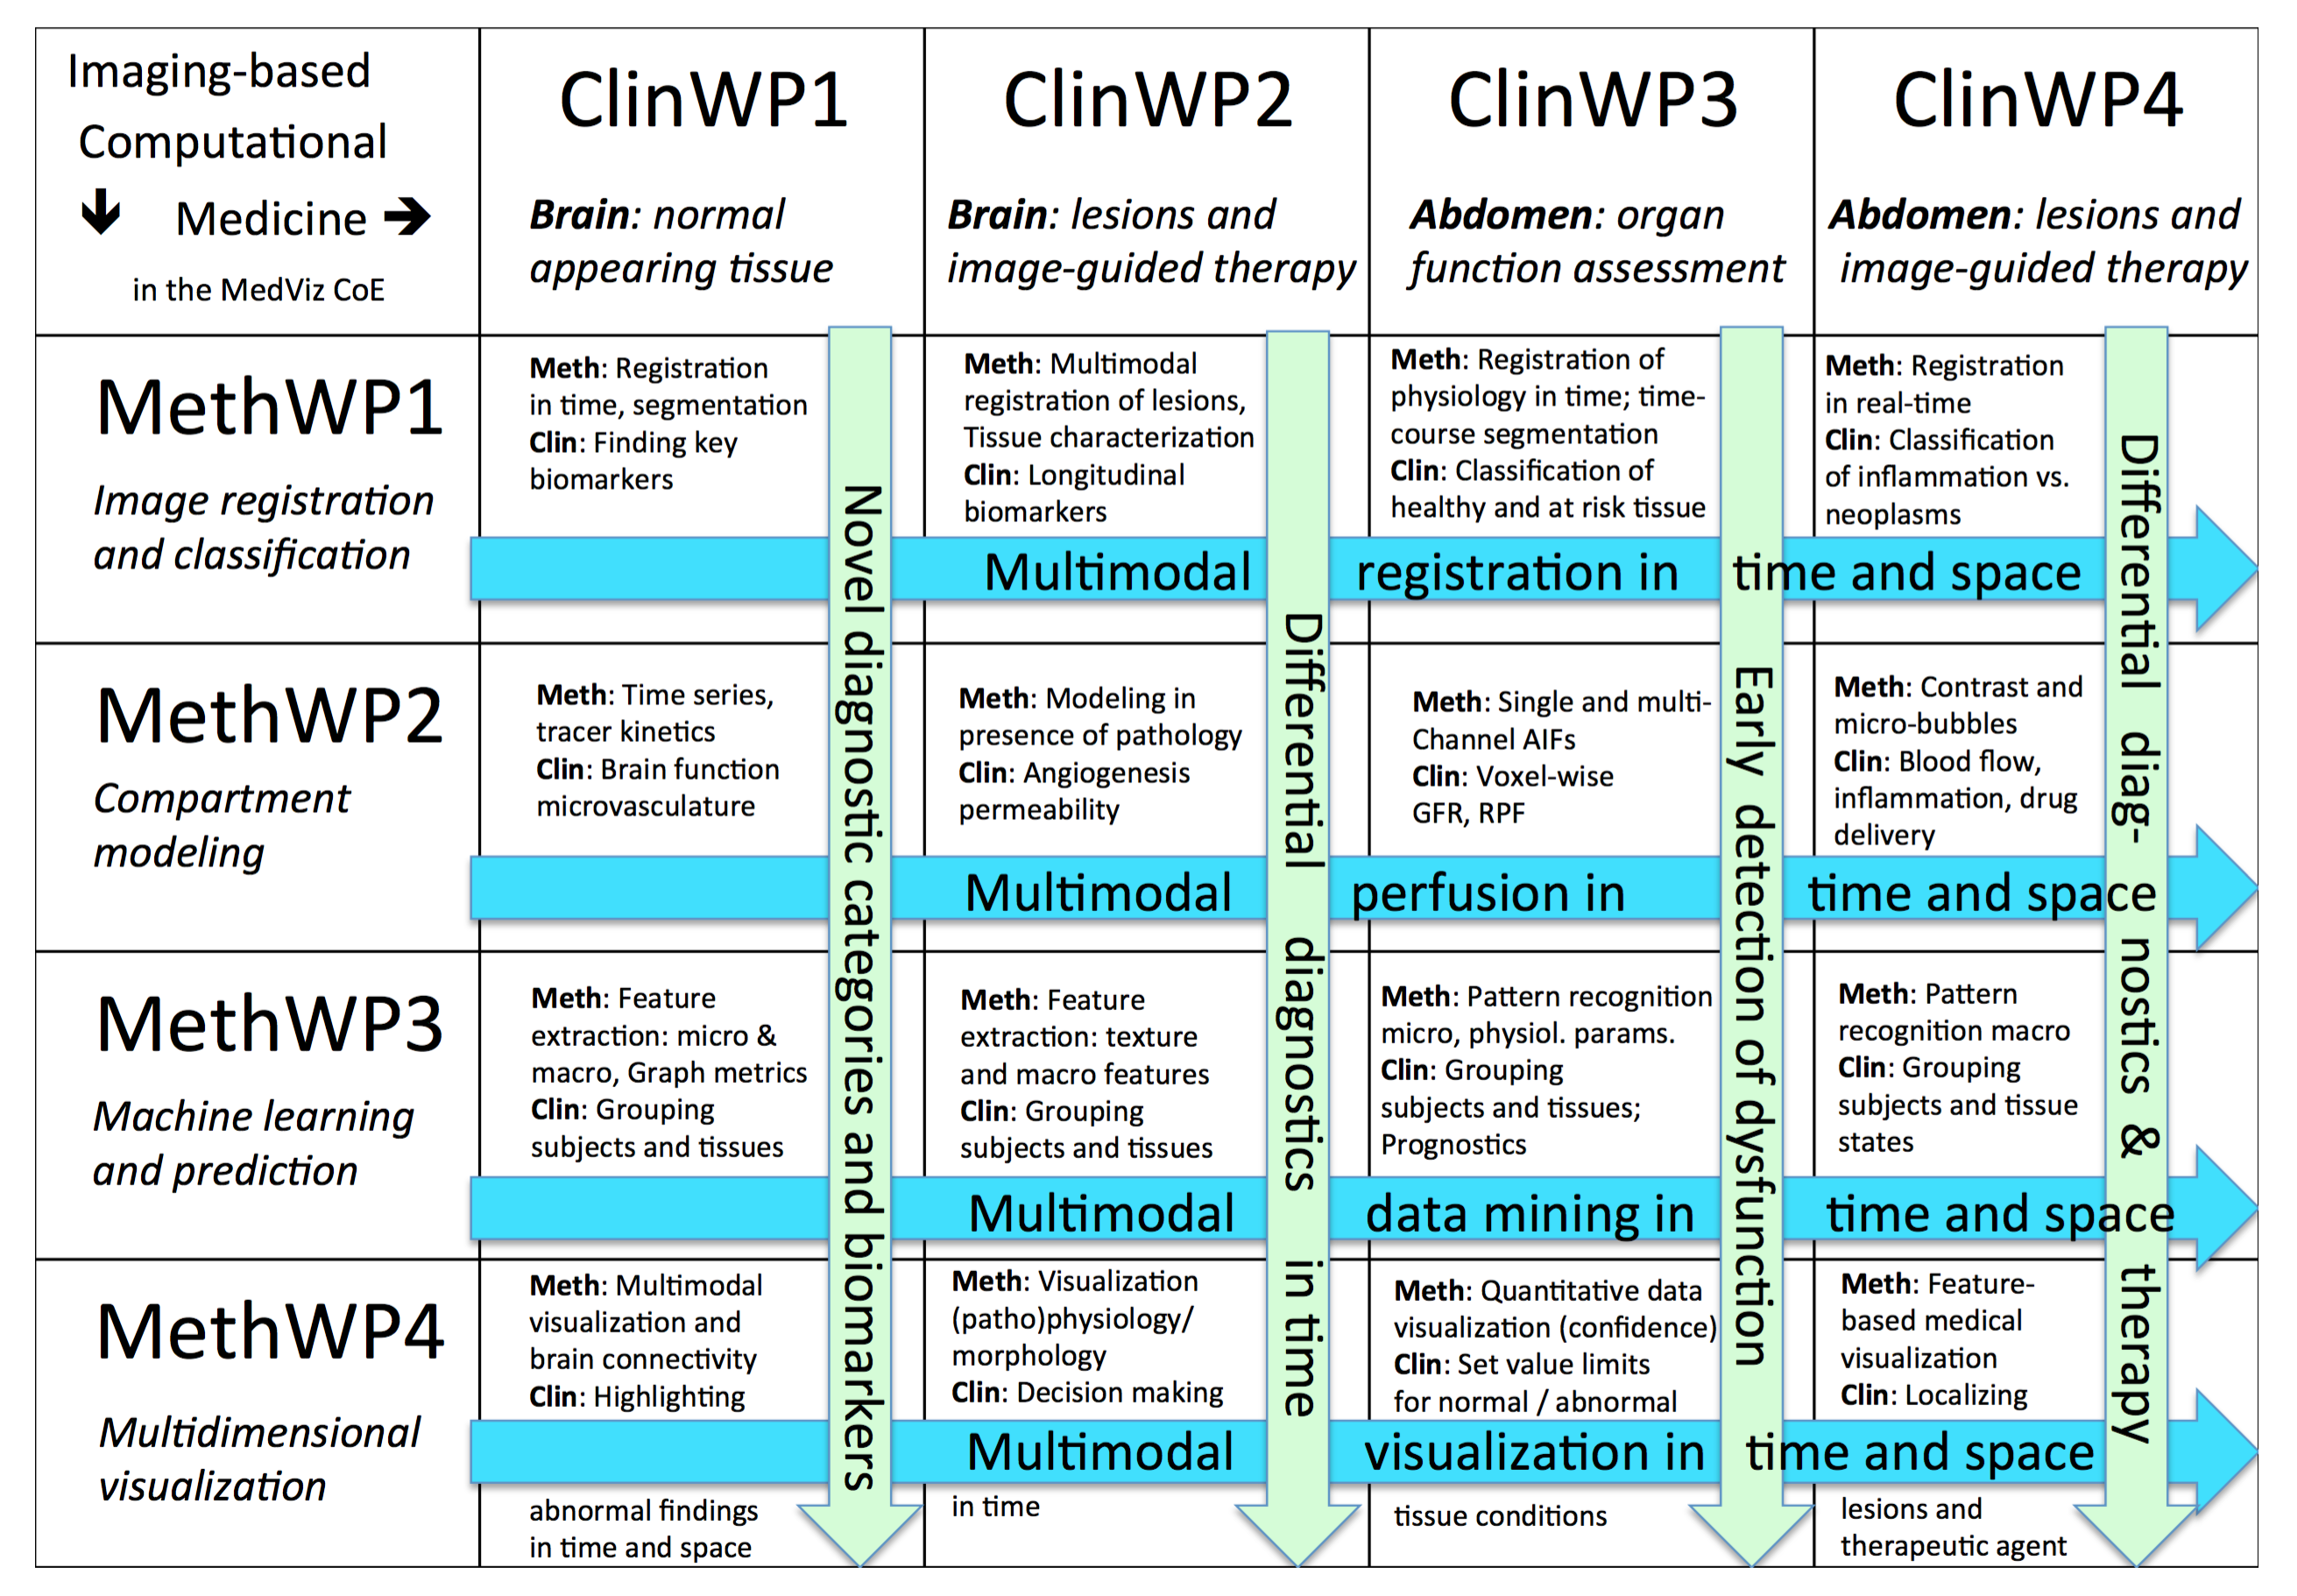 Imaging-based
Computational
Medicine
in the MedViz CoE
ClinWP1
Brain: normal
appearing tissue
ClinWP2
Brain: lesions and
image-guided therapy
ClinWP3
Abdomen: organ
function assessment
ClinWP4
Abdomen: lesions and
image-guided therapy
MethWP1
Image registration
and classification
Meth: Registration
in time, segmentation
Clin: Finding key
biomarkers
Meth: Multimodal
registration of lesions,
Tissue characterization
Clin: Longitudinal
biomarkers
Meth: Registration of
physiology in time; time-
course segmentation
Clin: Classification of
healthy and at risk tissue
Meth: Registration
in real-time
Clin: Classification
of inflammation vs.
neoplasms
Multimodal registration in time and space
MethWP2
Compartment
modeling
Meth: Time series,
tracer kinetics
Clin: Brain function
microvasculature
Meth: Modeling in
presence of pathology
Clin: Angiogenesis
permeability
Meth: Single and multi-
Channel AIFs
Clin: Voxel-wise
GFR, RPF
Meth: Contrast and
micro-bubbles
Clin: Blood flow,
inflammation, drug
delivery
Multimodal perfusion in time and space
MethWP3
Machine learning
and prediction
Meth: Feature
extraction: micro &
macro, Graph metrics
Clin: Grouping
subjects and tissues
Meth: Feature
extraction: texture
and macro features
Clin: Grouping
subjects and tissues
Meth: Pattern recognition
micro, physiol. params.
Clin: Grouping
subjects and tissues;
Prognostics
Meth: Pattern
recognition macro
Clin: Grouping
subjects and tissue
states
Multimodal data mining in time and space
MethWP4
Multidimensional
visualization
Meth: Multimodal
visualization and
brain connectivity
Clin: Highlighting
abnormal findings
in time and space
Meth: Visualization
(patho)physiology/
morphology
Clin: Decision making
in time
Meth: Quantitative data
visualization (confidence)
Clin: Set value limits
for normal / abnormal
tissue conditions
Meth: Feature-
based medical
visualization
Clin: Localizing
lesions and
therapeutic agent
Multimodal visualization in time and space
Novel diagnostic categories and biomarkers
Differential diagnostics in time
Early detection of dysfunction
Differential diag- nostics & therapy